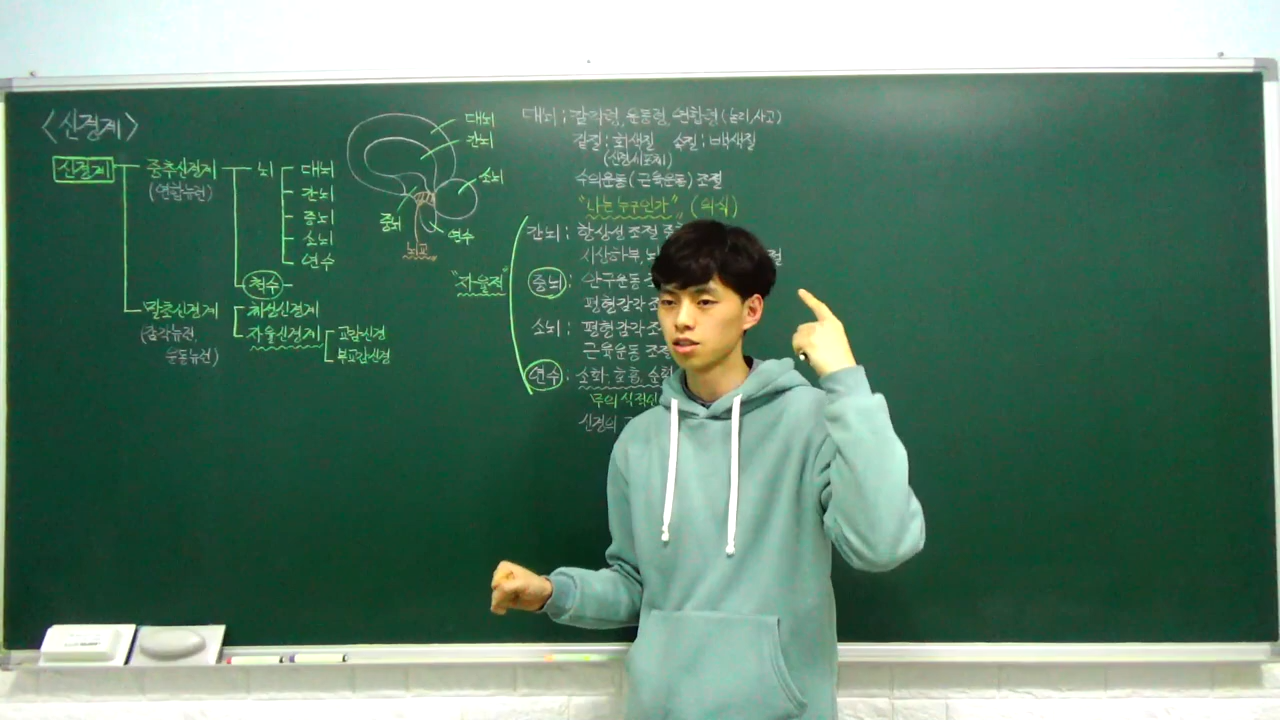 <신경계>
신경계 중추신경계 뇌 대뇌
(연합뉴런) 간뇌
중뇌
소뇌
연수
척수
말초신경계 체성신경계
(감각뉴런, 자율신경계 교감신경
운동뉴런) 부교감신경
대뇌
간뇌
소뇌
중뇌
연수
뇌교
"자율적"
대뇌: 감각령, 운동령, 연합령 (논리, 사고)
겉질: 회색질 속질: 백색질
(신경세포체)
수의운동 (근육운동) 조절
"나는 누구인가" (의식)
간뇌: 항상성 조절
시상하부,
중뇌: 안구운동
평형감각
소뇌: 평형감각
근육운동 조절
연수: 소화, 호흡, 순환
무의식적
신경의